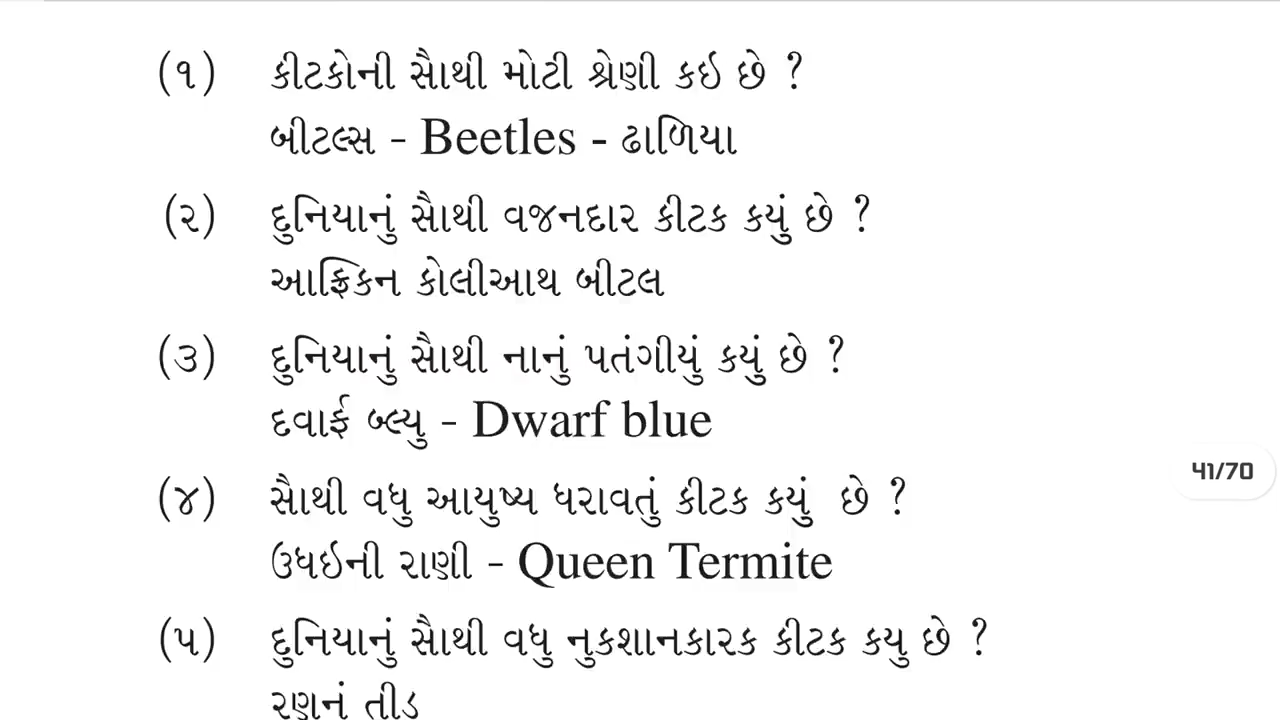 (૧) કીટકોની સૈાથી મોટી શ્રેણી કઇ છે ?
બીટલ્સ - Beetles - ઢાળિયા
(૨) દુનિયાનું સૈાથી વજનદાર કીટક કયું છે ?
આફ્રિકન કોલીઆથ બીટલ
(૩) દુનિયાનું સૈાથી નાનું પતંગીયું કયું છે ?
દવાર્ફ બ્લ્યુ - Dwarf blue
41/70
(૪) સૈાથી વધુ આયુષ્ય ધરાવતું કીટક કયું છે ?
ઉધઇની રાણી - Queen Termite
(૫) દુનિયાનું સૈાથી વધુ નુકશાનકારક કીટક કયુ છે ?
રણનં તીડ